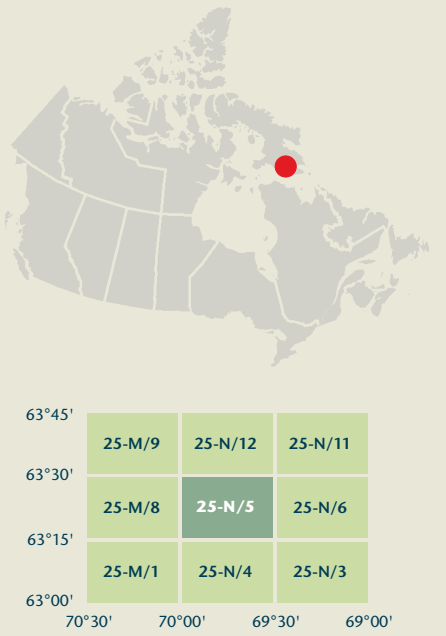 63°45'
25-M/9 25-N/12 25-N/11
63°30'
25-M/8 25-N/5 25-N/6
63°15'
25-M/1 25-N/4 25-N/3
63°00'
70°30' 70°00' 69°30' 69°00'